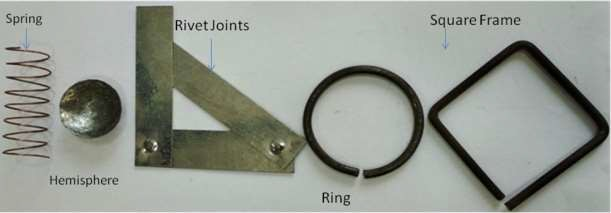 Spring
Rivet Joints
Square Frame
Hemisphere
Ring